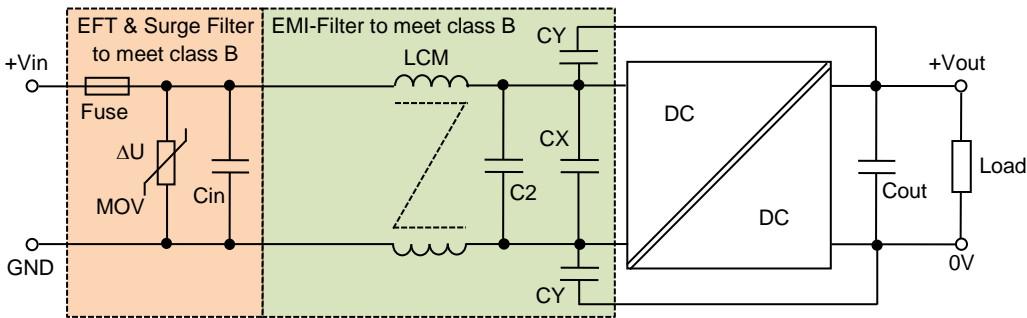 EFT & Surge Filter
to meet class B
EMI-Filter to meet class B
CY
+Vin
LCM
+Vout
Fuse
DC
ΔU
CX
MOV
Cin
C2
Cout
Load
DC
GND
CY
0V